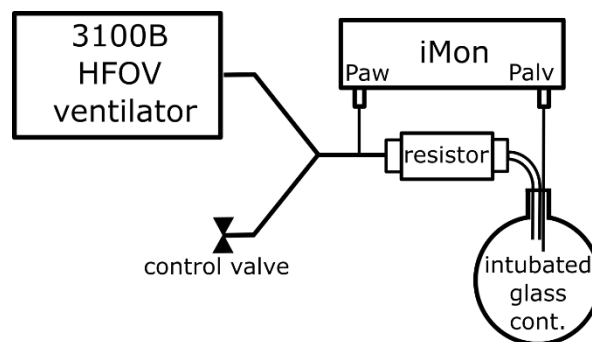 3100B
HFOV
ventilator
iMon
Paw
Palv
resistor
control valve
intubated
glass
cont.